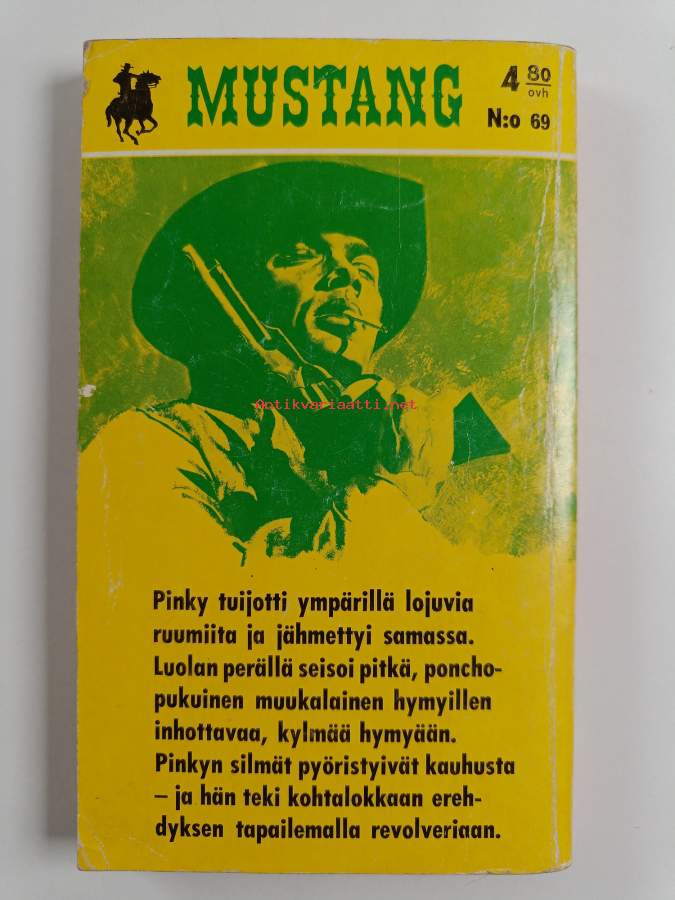 MUSTANG
4 80
ovh
N:o 69
Antikvariaatti.net
Pinky tuijotti ympärillä lojuvia
ruumiita ja jähmettyi samassa.
Luolan perällä seisoi pitkä, poncho-
pukuinen muukalainen hymyillen
inhottavaa, kylmää hymyään.
Pinkyn silmät pyöristyivät kauhusta
– ja hän teki kohtalokkaan ereh-
dyksen tapailemalla revolveriaan.